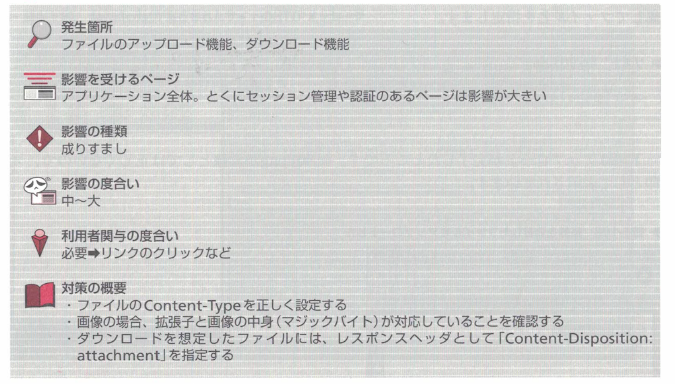 発生箇所
ファイルのアップロード機能、ダウンロード機能
影響を受けるページ
アプリケーション全体。とくにセッション管理や認証のあるページは影響が大きい
影響の種類
成りすまし
影響の度合い
中〜大
利用者関与の度合い
必要➡リンクのクリックなど
対策の概要
・ファイルのContent-Typeを正しく設定する
・画像の場合、拡張子と画像の中身（マジックバイト）が対応していることを確認する
・ダウンロードを想定したファイルには、レスポンスヘッダとして「Content-Disposition:
attachment」を指定する